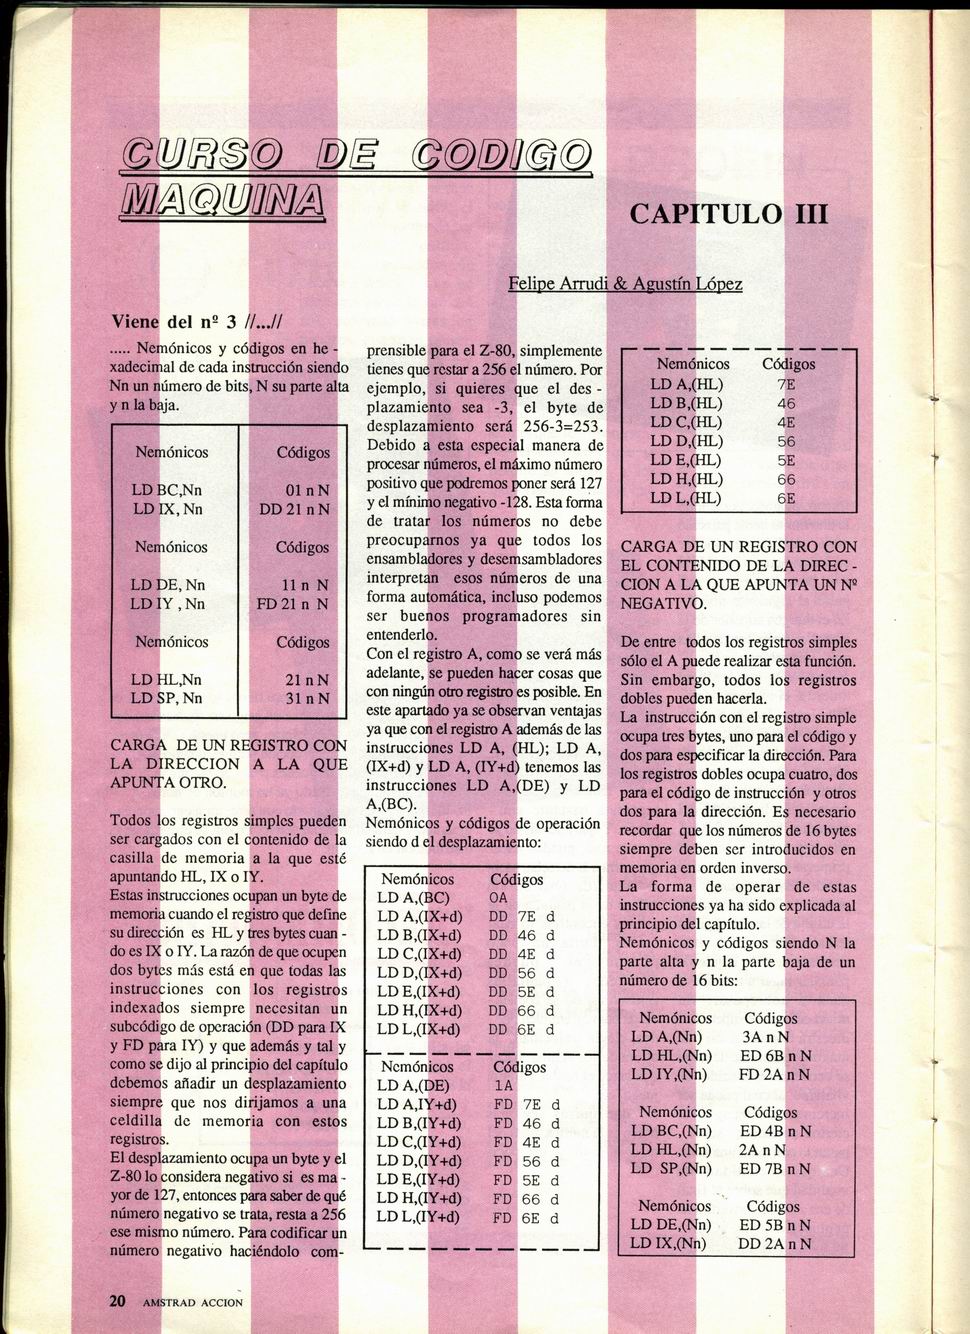 CURSO DE CODIGO
MAQUINA
CAPITULO III
Felipe Arrudi & Agustín López
Viene del nº 3 //...//
..... Nemónicos y códigos en he -
xadecimal de cada instrucción siendo
Nn un número de bits, N su parte alta
y n la baja.
Nemónicos Códigos
LD BC,Nn 01 n N
LD IX, Nn DD 21 n N
Nemónicos Códigos
LD DE, Nn 11 n N
LD IY , Nn FD 21 n N
Nemónicos Códigos
LD HL,Nn 21 n N
LD SP, Nn 31 n N
CARGA DE UN REGISTRO CON
LA DIRECCION A LA QUE
APUNTA OTRO.
Todos los registros simples pueden
ser cargados con el contenido de la
casilla de memoria a la que esté
apuntando HL, IX o IY.
Estas instrucciones ocupan un byte de
memoria cuando el registro que define
su dirección es HL y tres bytes cuan -
do es IX o IY. La razón de que ocupen
dos bytes más está en que todas las
instrucciones con los registros
indexados siempre necesitan un
subcódigo de operación (DD para IX
y FD para IY) y que además y tal y
como se dijo al principio del capítulo
debemos añadir un desplazamiento
siempre que nos dirijamos a una
celdilla de memoria con estos
registros.
El desplazamiento ocupa un byte y el
Z-80 lo considera negativo si es ma -
yor de 127, entonces para saber de qué
número negativo se trata, resta a 256
ese mismo número. Para codificar un
número negativo haciéndolo com-
prensible para el Z-80, simplemente
tienes que restar a 256 el número. Por
ejemplo, si quieres que el des -
plazamiento sea -3, el byte de
desplazamiento será 256-3=253.
Debido a esta especial manera de
procesar números, el máximo número
positivo que podremos poner será 127
y el mínimo negativo -128. Esta forma
de tratar los números no debe
preocuparnos ya que todos los
ensambladores y desemsambladores
interpretan esos números de una
forma automática, incluso podemos
ser buenos programadores sin
entenderlo.
Con el registro A, como se verá más
adelante, se pueden hacer cosas que
con ningún otro registro es posible. En
este apartado ya se observan ventajas
ya que con el registro A además de las
instrucciones LD A, (HL); LD A,
(IX+d) y LD A, (IY+d) tenemos las
instrucciones LD A,(DE) y LD
A,(BC).
Nemónicos y códigos de operación
siendo d el desplazamiento:
Nemónicos Códigos
LD A,(BC) 0A
LD A,(IX+d) DD 7E d
LD B,(IX+d) DD 46 d
LD C,(IX+d) DD 4E d
LD D,(IX+d) DD 56 d
LD E,(IX+d) DD 5E d
LD H,(IX+d) DD 66 d
LD L,(IX+d) DD 6E d
Nemónicos Códigos
LD A,(DE) 1A
LD A,IY+d) FD 7E d
LD B,(IY+d) FD 46 d
LD C,(IY+d) FD 4E d
LD D,(IY+d) FD 56 d
LD E,(IY+d) FD 5E d
LD H,(IY+d) FD 66 d
LD L,(IY+d) FD 6E d
Nemónicos Códigos
LD A,(HL) 7E
LD B,(HL) 46
LD C,(HL) 4E
LD D,(HL) 56
LD E,(HL) 5E
LD H,(HL) 66
LD L,(HL) 6E
CARGA DE UN REGISTRO CON
EL CONTENIDO DE LA DIREC -
CION A LA QUE APUNTA UN Nº
NEGATIVO.
De entre todos los registros simples
sólo el A puede realizar esta función.
Sin embargo, todos los registros
dobles pueden hacerla.
La instrucción con el registro simple
ocupa tres bytes, uno para el código y
dos para especificar la dirección. Para
los registros dobles ocupa cuatro, dos
para el código de instrucción y otros
dos para la dirección. Es necesario
recordar que los números de 16 bytes
siempre deben ser introducidos en
memoria en orden inverso.
La forma de operar de estas
instrucciones ya ha sido explicada al
principio del capítulo.
Nemónicos y códigos siendo N la
parte alta y n la parte baja de un
número de 16 bits:
Nemónicos Códigos
LD A,(Nn) 3A n N
LD HL,(Nn) ED 6B n N
LD IY,(Nn) FD 2A n N
Nemónicos Códigos
LD BC,(Nn) ED 4B n N
LD HL,(Nn) 2A n N
LD SP,(Nn) ED 7B n N
Nemónicos Códigos
LD DE,(Nn) ED 5B n N
LD IX,(Nn) DD 2A n N
20 AMSTRAD ACCION